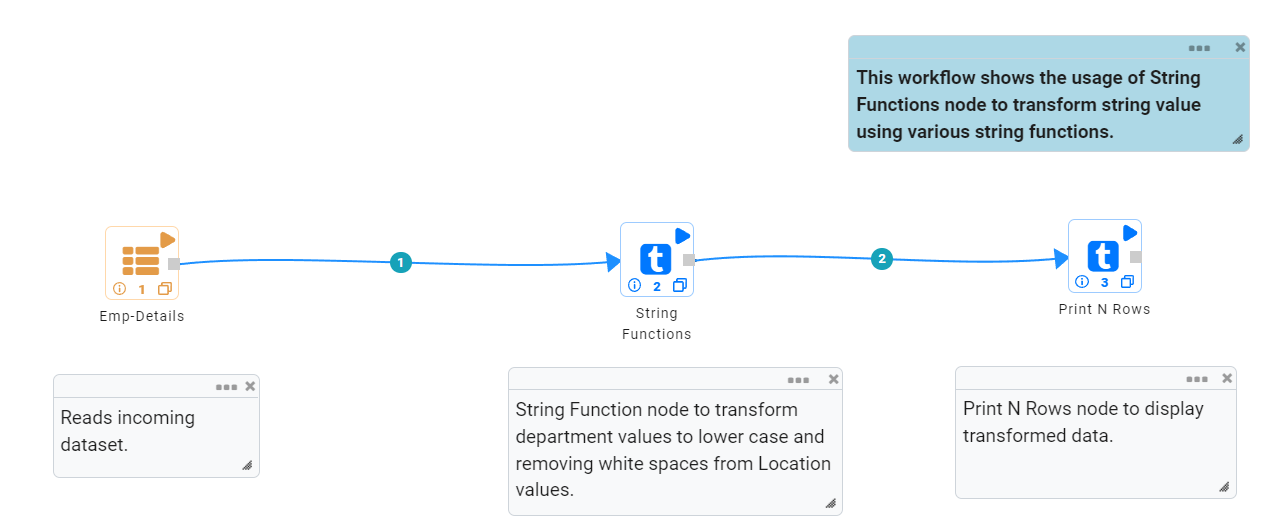 This workflow shows the usage of String
Functions node to transform string value
using various string functions.
1
2
t
t
1
2
3
Emp-Details
String
Functions
Print N Rows
Reads incoming
dataset.
String Function node to transform
department values to lower case and
removing white spaces from Location
values.
Print N Rows node to display
transformed data.